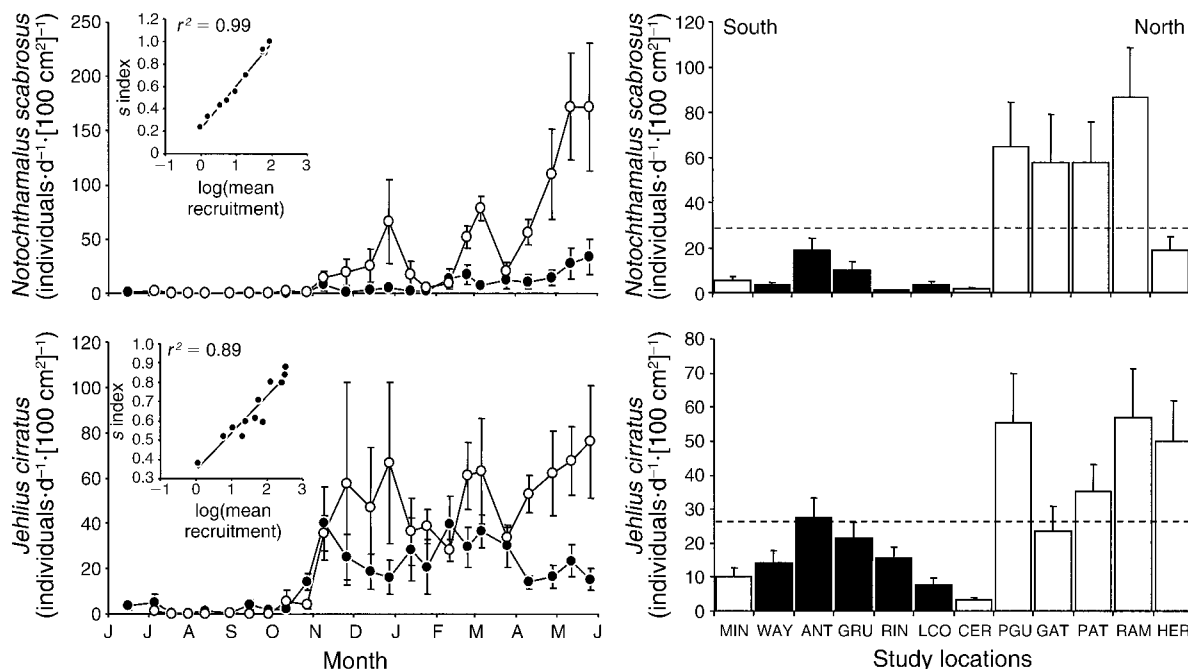 Notochthamalus scabrosus
(individuals·d⁻¹·[100 cm²]⁻¹)
250
200
150
100
50
0
r² = 0.99
s index
1.2
1.0
0.8
0.6
0.4
0.2
0
−1 0 1 2 3
log(mean
recruitment)
Notochthamalus scabrosus
(individuals·d⁻¹·[100 cm²]⁻¹)
120
100
80
60
40
20
0
South
North
Jehlius cirratus
(individuals·d⁻¹·[100 cm²]⁻¹)
120
100
80
60
40
20
0
r² = 0.89
s index
1.0
0.9
0.8
0.7
0.6
0.5
0.4
0.3
−1 0 1 2 3
log(mean
recruitment)
J J A S O N D J F M A M J
Month
Jehlius cirratus
(individuals·d⁻¹·[100 cm²]⁻¹)
80
70
60
50
40
30
20
10
0
MIN WAY ANT GRU RIN LCO CER PGU GAT PAT RAM HER
Study locations